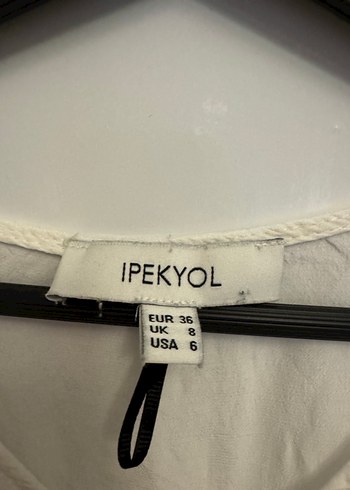 IPEKYOL
EUR 36
UK 8
USA 6